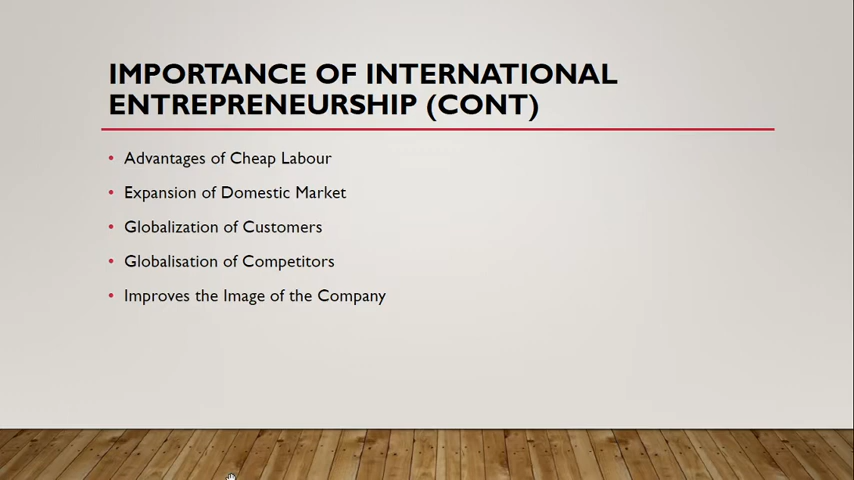 IMPORTANCE OF INTERNATIONAL
ENTREPRENEURSHIP (CONT)
• Advantages of Cheap Labour
• Expansion of Domestic Market
• Globalization of Customers
• Globalisation of Competitors
• Improves the Image of the Company